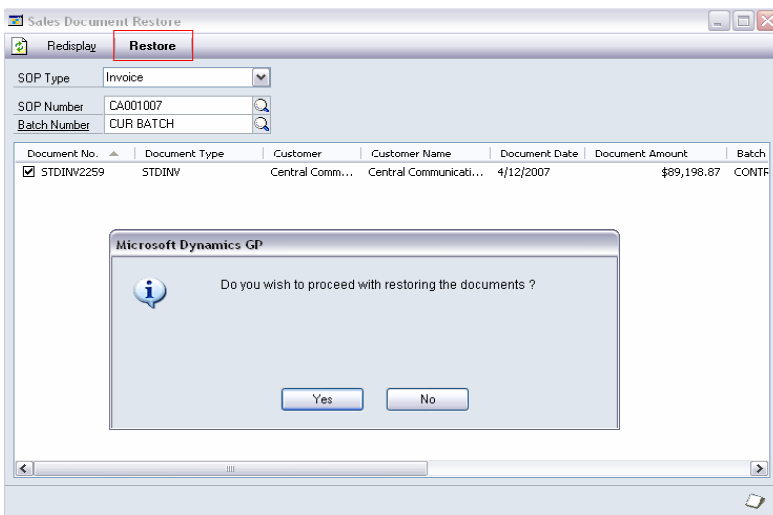 Sales Document Restore
Redisplay Restore
SOP Type Invoice
SOP Number CA001007
Batch Number CUR BATCH
Document No. Document Type Customer Customer Name Document Date Document Amount Batch
STDINV2259 STDINV Central Comm... Central Communicati... 4/12/2007 $89,198.87 CONTR
Microsoft Dynamics GP
Do you wish to proceed with restoring the documents ?
Yes No